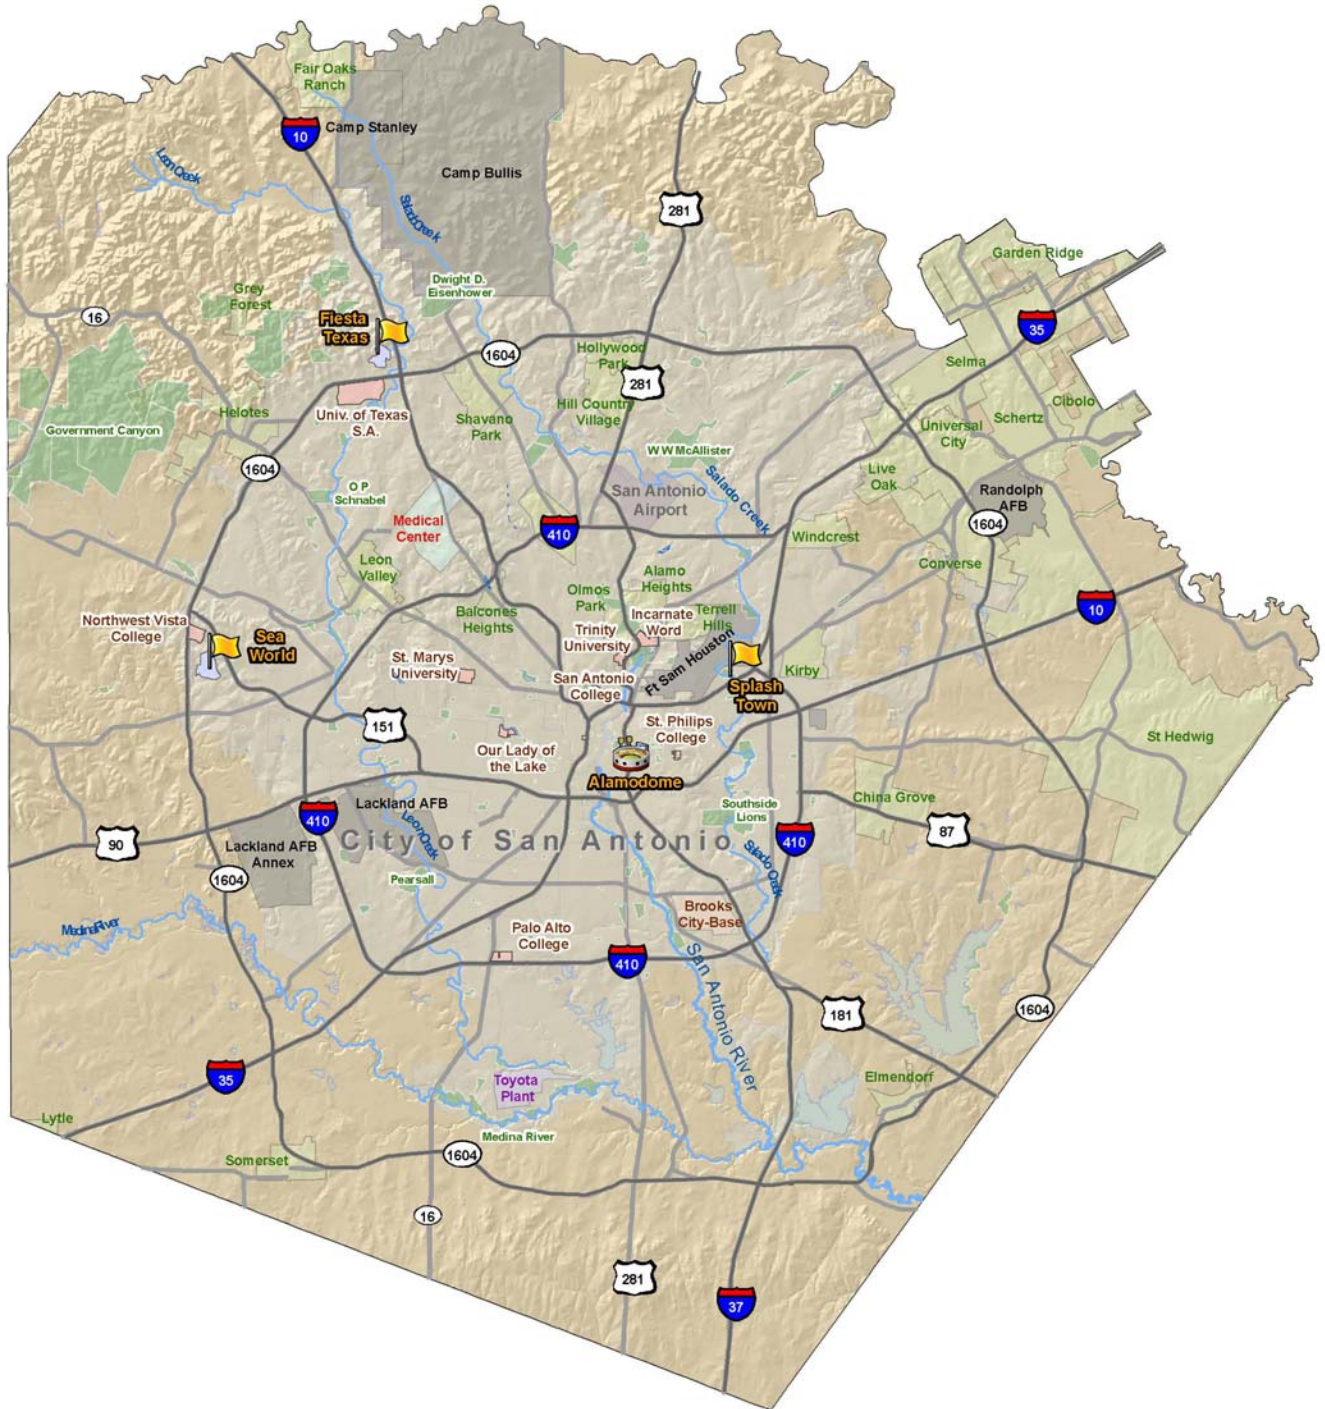 Fair Oaks
Ranch
10
Camp Stanley
Leon Creek
Camp Bullis
Salado Creek
281
Garden Ridge
Dwight D.
Eisenhower
Grey
Forest
16
Fiesta
Texas
35
1604
Hollywood
Park
Selma
281
Helotes
Univ. of Texas
S.A.
Shavano
Park
Hill Country
Village
Cibolo
Schertz
Universal
City
Government Canyon
W W McAllister
1604
Live
Oak
Salado Creek
O P
Schnabel
San Antonio
Airport
Randolph
AFB
1604
Medical
Center
410
Windcrest
Leon
Valley
Alamo
Heights
Converse
Olmos
Park
10
Balcones
Heights
Incarnate
Word
Terrell
Hills
Northwest Vista
College
Trinity
University
Sea
World
St. Marys
University
Ft Sam Houston
Kirby
San Antonio
College
Splash
Town
151
St. Philips
College
St Hedwig
Our Lady of
the Lake
Alamodome
China Grove
Lackland AFB
Southside
Lions
410
87
Leon Creek
410
90
City of San Antonio
Lackland AFB
Annex
Salado Creek
1604
Pearsall
Medina River
Brooks
City-Base
Palo Alto
College
410
San Antonio River
1604
181
35
Toyota
Plant
Elmendorf
Lytle
Medina River
1604
Somerset
16
281
37